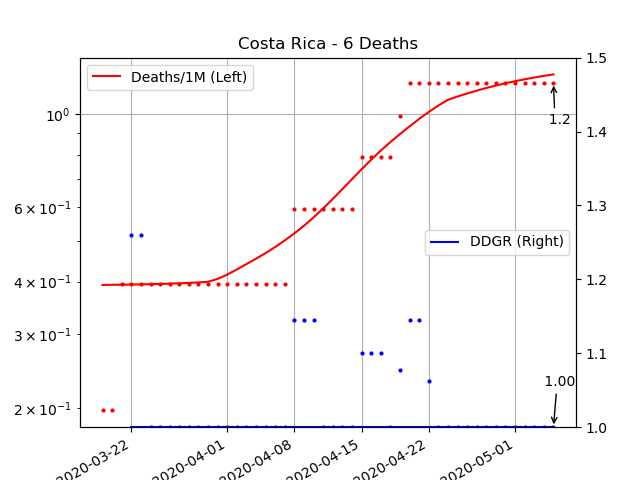 Costa Rica - 6 Deaths
Deaths/1M (Left)
DDGR (Right)
10⁰
6 × 10⁻¹
4 × 10⁻¹
3 × 10⁻¹
2 × 10⁻¹
1.5
1.4
1.3
1.2
1.1
1.0
1.2
1.00
2020-03-22
2020-04-01
2020-04-08
2020-04-15
2020-04-22
2020-05-01